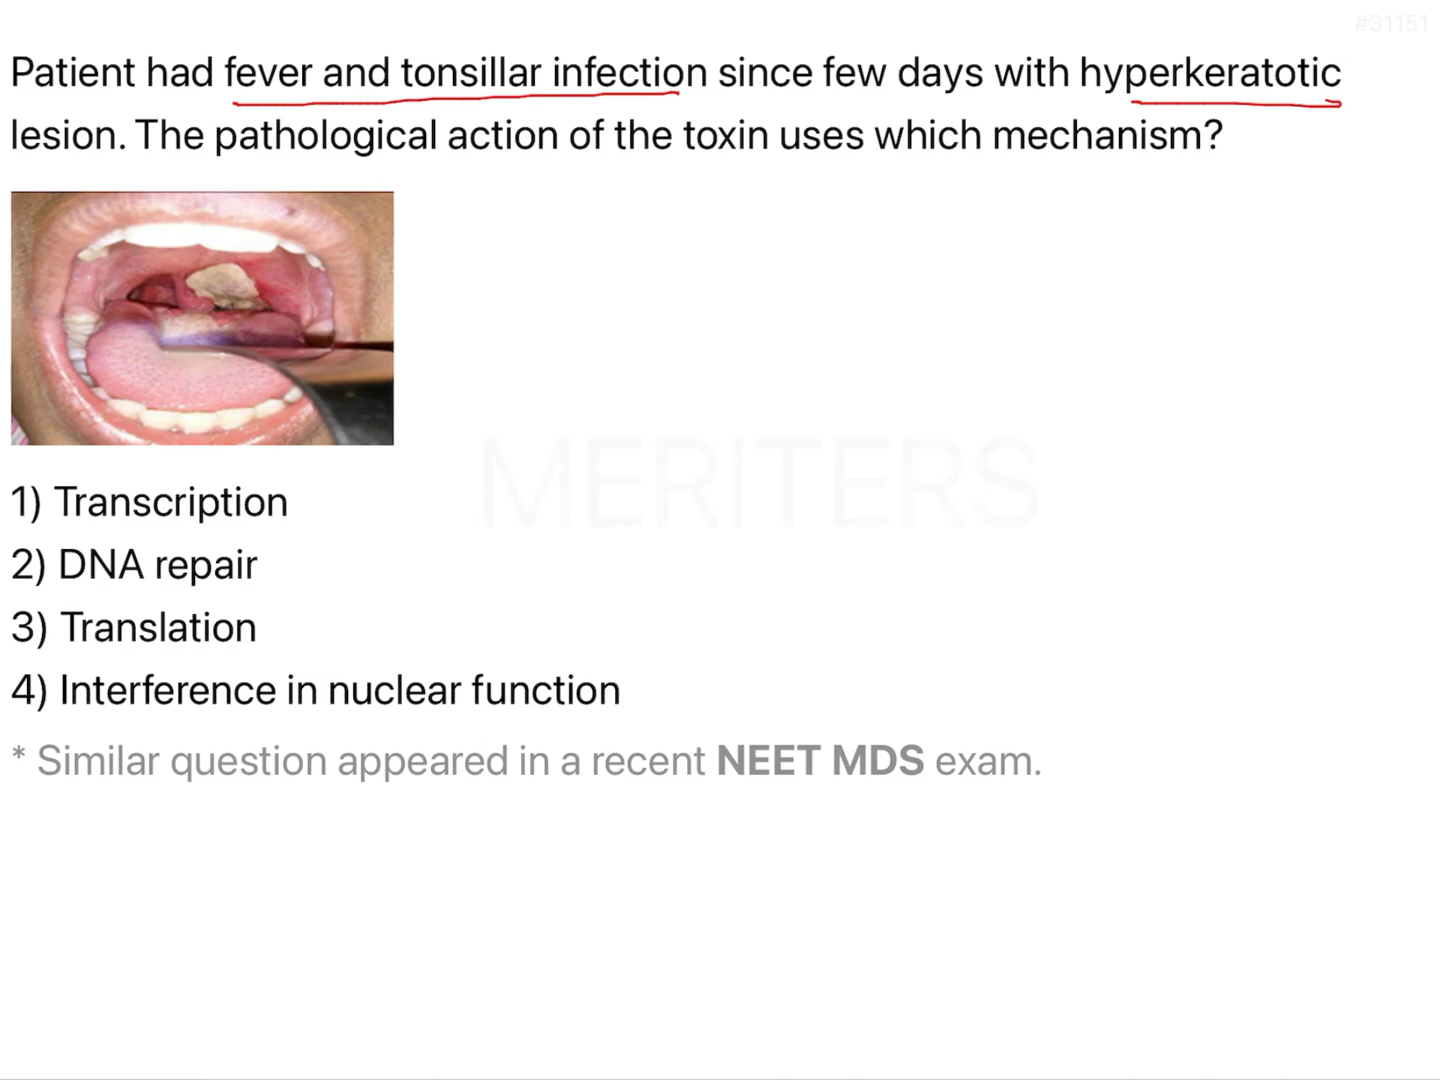 #31151
Patient had fever and tonsillar infection since few days with hyperkeratotic
lesion. The pathological action of the toxin uses which mechanism?
MERITERS
1) Transcription
2) DNA repair
3) Translation
4) Interference in nuclear function
* Similar question appeared in a recent NEET MDS exam.